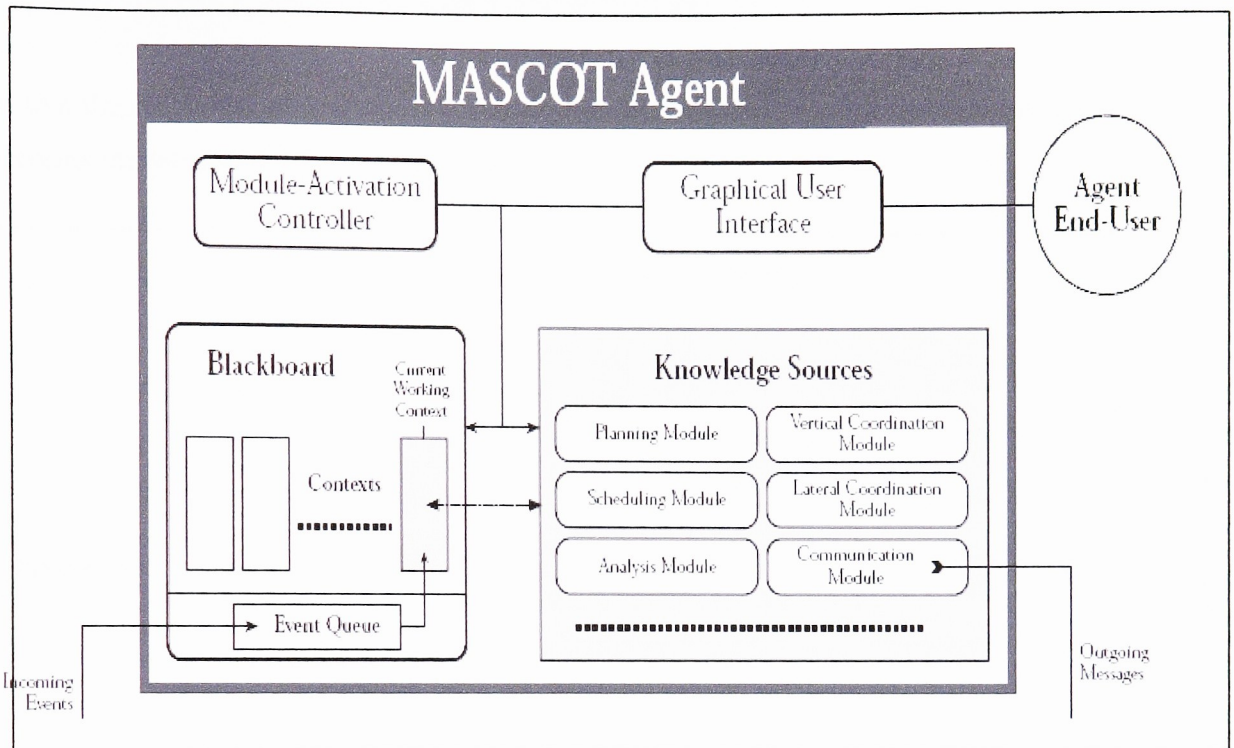 MASCOT Agent
Module-Activation
Controller
Graphical User
Interface
Agent
End-User
Blackboard
Current
Working
Context
Contexts
Event Queue
Knowledge Sources
Planning Module
Vertical Coordination
Module
Scheduling Module
Lateral Coordination
Module
Analysis Module
Communication
Module
Incoming
Events
Outgoing
Messages